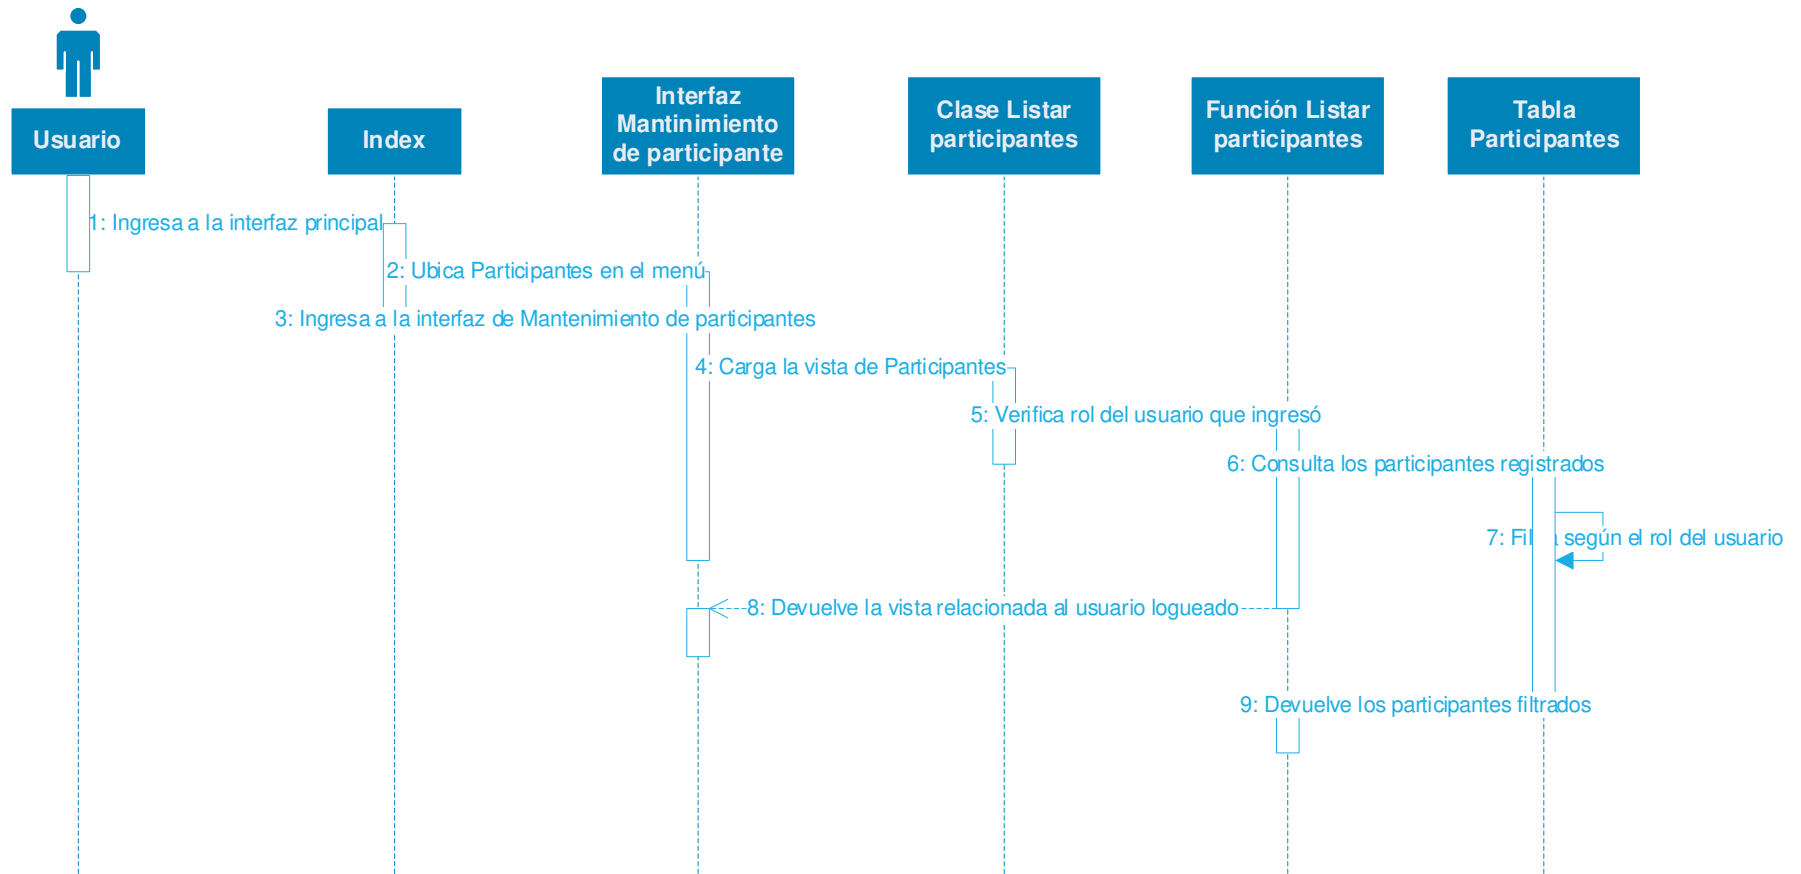 Usuario
Index
Interfaz
Mantinimiento
de participante
Clase Listar
participantes
Función Listar
participantes
Tabla
Participantes
1: Ingresa a la interfaz principal
2: Ubica Participantes en el menú
3: Ingresa a la interfaz de Mantenimiento de participantes
4: Carga la vista de Participantes
5: Verifica rol del usuario que ingresó
6: Consulta los participantes registrados
7: según el rol del usuario
8: Devuelve la vista relacionada al usuario logueado
9: Devuelve los participantes filtrados